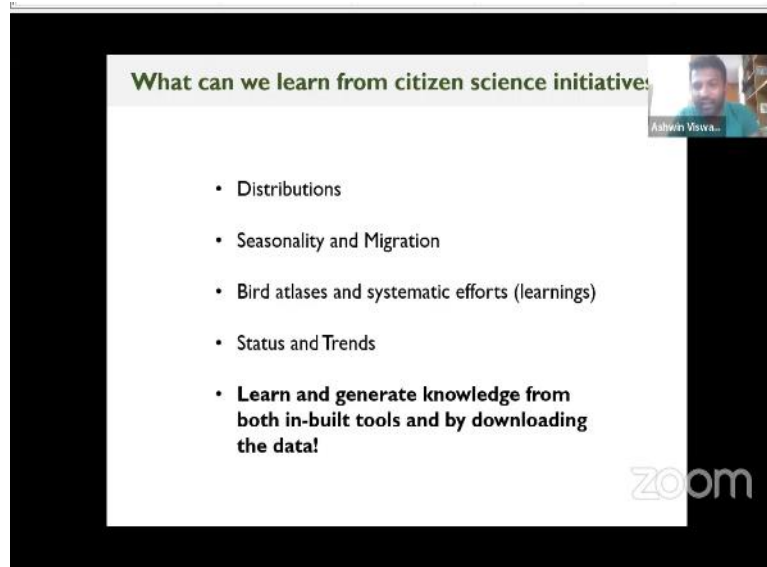 What can we learn from citizen science initiatives
Ashwin Viswa...
• Distributions
• Seasonality and Migration
• Bird atlases and systematic efforts (learnings)
• Status and Trends
• Learn and generate knowledge from
both in-built tools and by downloading
the data!
zoom